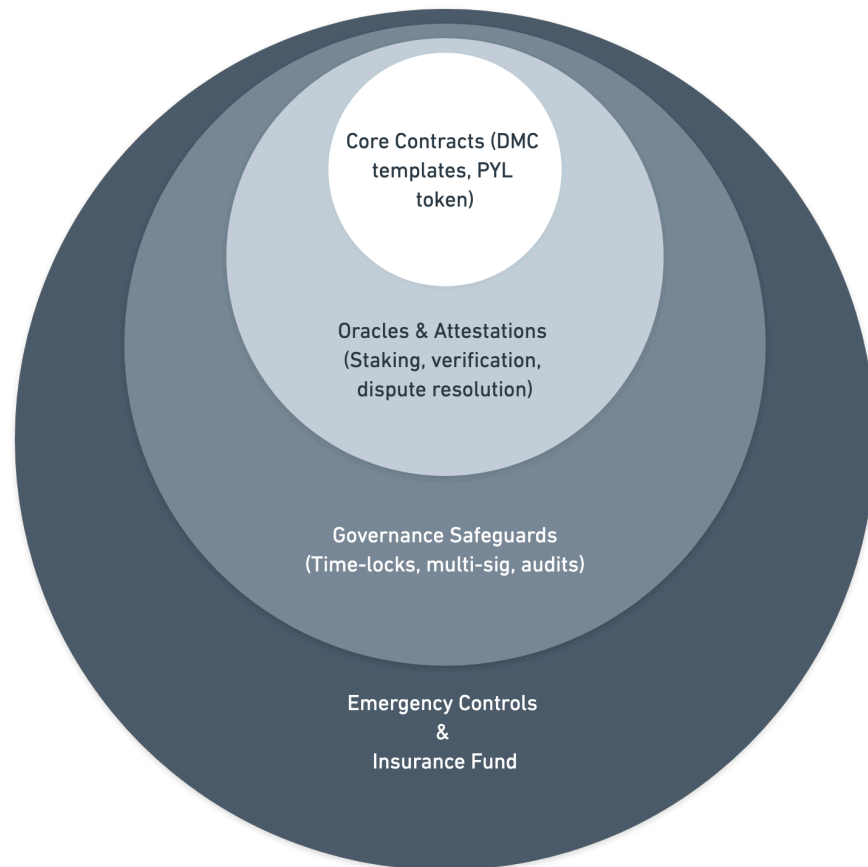 Core Contracts (DMC
templates, PYL
token)
Oracles & Attestations
(Staking, verification,
dispute resolution)
Governance Safeguards
(Time-locks, multi-sig, audits)
Emergency Controls
&
Insurance Fund